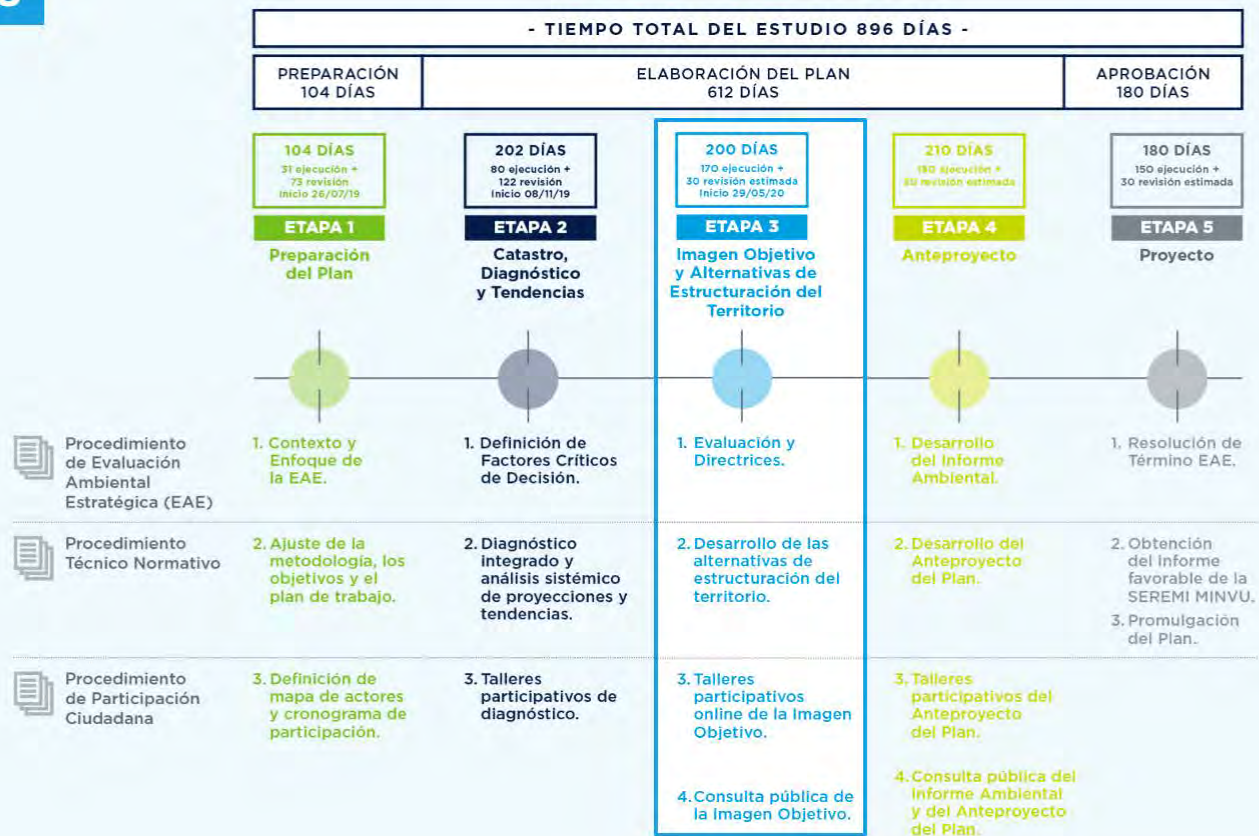 - TIEMPO TOTAL DEL ESTUDIO 896 DÍAS -
PREPARACIÓN
104 DÍAS
ELABORACIÓN DEL PLAN
612 DÍAS
APROBACIÓN
180 DÍAS
104 DÍAS
31 ejecución +
73 revisión
Inicio 26/07/19
ETAPA 1
Preparación
del Plan
202 DÍAS
80 ejecución +
122 revisión
Inicio 08/11/19
ETAPA 2
Catastro,
Diagnóstico
y Tendencias
200 DÍAS
170 ejecución +
30 revisión estimada
Inicio 29/05/20
ETAPA 3
Imagen Objetivo
y Alternativas de
Estructuración del
Territorio
210 DÍAS
ejecución +
revisión estimada
ETAPA 4
Anteproyecto
180 DÍAS
150 ejecución +
30 revisión estimada
ETAPA 5
Proyecto
Procedimiento
de Evaluación
Ambiental
Estratégica (EAE)
1. Contexto y
Enfoque de
la EAE.
1. Definición de
Factores Críticos
de Decisión.
1. Evaluación y
Directrices.
1. Desarrollo
del Informe
Ambiental.
1. Resolución de
Término EAE.
Procedimiento
Técnico Normativo
2. Ajuste de la
metodología, los
objetivos y el
plan de trabajo.
2. Diagnóstico
integrado y
análisis sistémico
de proyecciones y
tendencias.
2. Desarrollo de las
alternativas de
estructuración del
territorio.
2. Desarrollo del
Anteproyecto
del Plan.
2. Obtención
del Informe
favorable de la
SEREMI MINVU.
3. Promulgación
del Plan.
Procedimiento
de Participación
Ciudadana
3. Definición de
mapa de actores
y cronograma de
participación.
3. Talleres
participativos de
diagnóstico.
3. Talleres
participativos
online de la Imagen
Objetivo.
4. Consulta pública de
la Imagen Objetivo.
3. Talleres
participativos del
Anteproyecto
del Plan.
4. Consulta pública del
Informe Ambiental
y del Anteproyecto
del Plan.